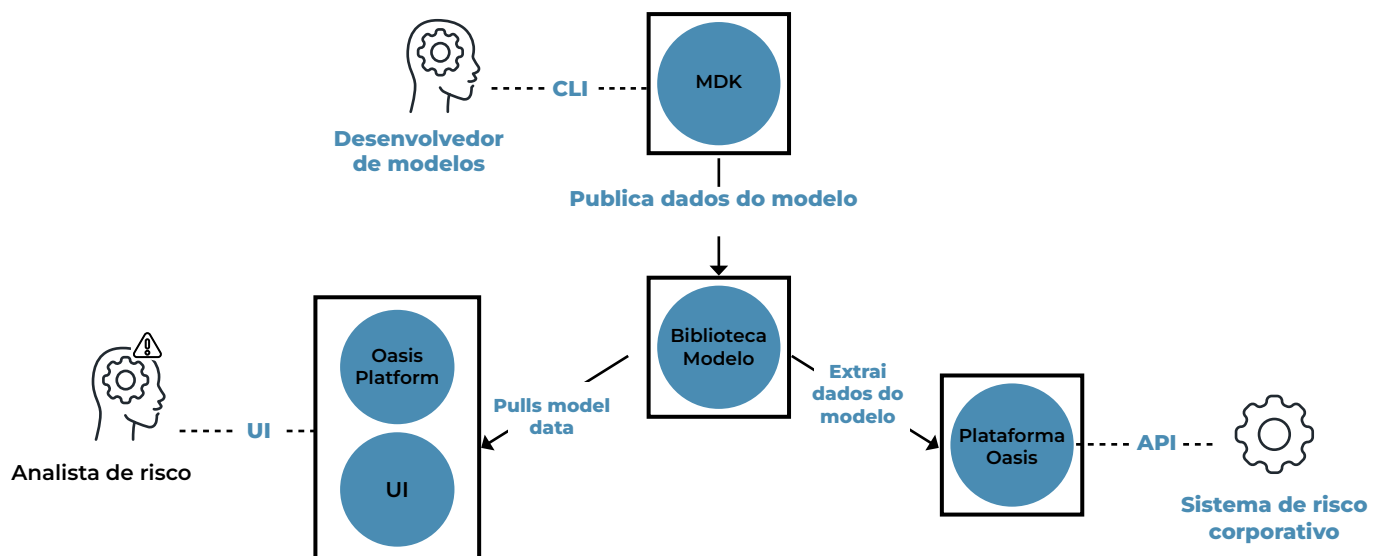 MDK
CLI
Desenvolvedor
de modelos
Publica dados do modelo
Biblioteca
Modelo
Oasis
Platform
UI
Pulls model
data
Extrai
dados do
modelo
UI
Analista de risco
Plataforma
Oasis
API
Sistema de risco
corporativo